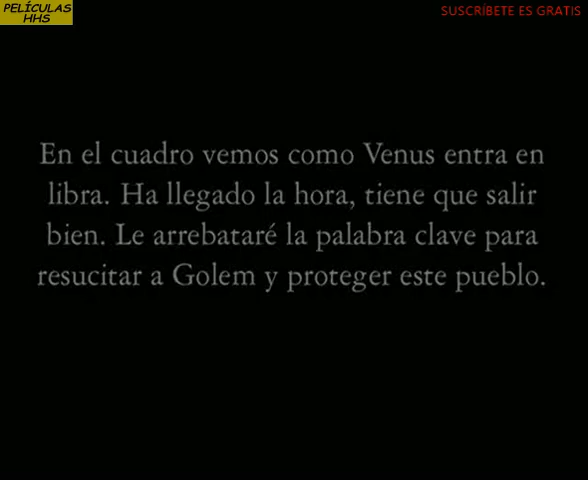 PELÍCULAS
HHS
SUSCRÍBETE ES GRATIS
En el cuadro vemos como Venus entra en
libra. Ha llegado la hora, tiene que salir
bien. Le arrebataré la palabra clave para
resucitar a Golem y proteger este pueblo.